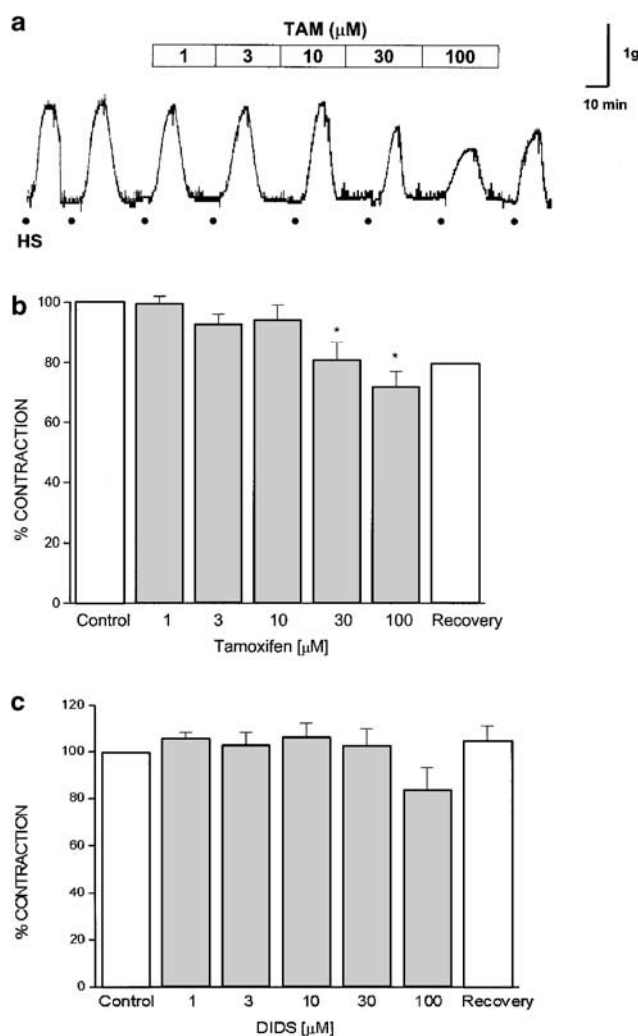 a
TAM (μM)
1 3 10 30 100
1g
10 min
HS
b
100
80
60
40
20
0
% CONTRACTION
*
*
Control 1 3 10 30 100 Recovery
Tamoxifen [μM]
c
120
100
80
60
40
20
0
% CONTRACTION
Control 1 3 10 30 100 Recovery
DIDS [μM]